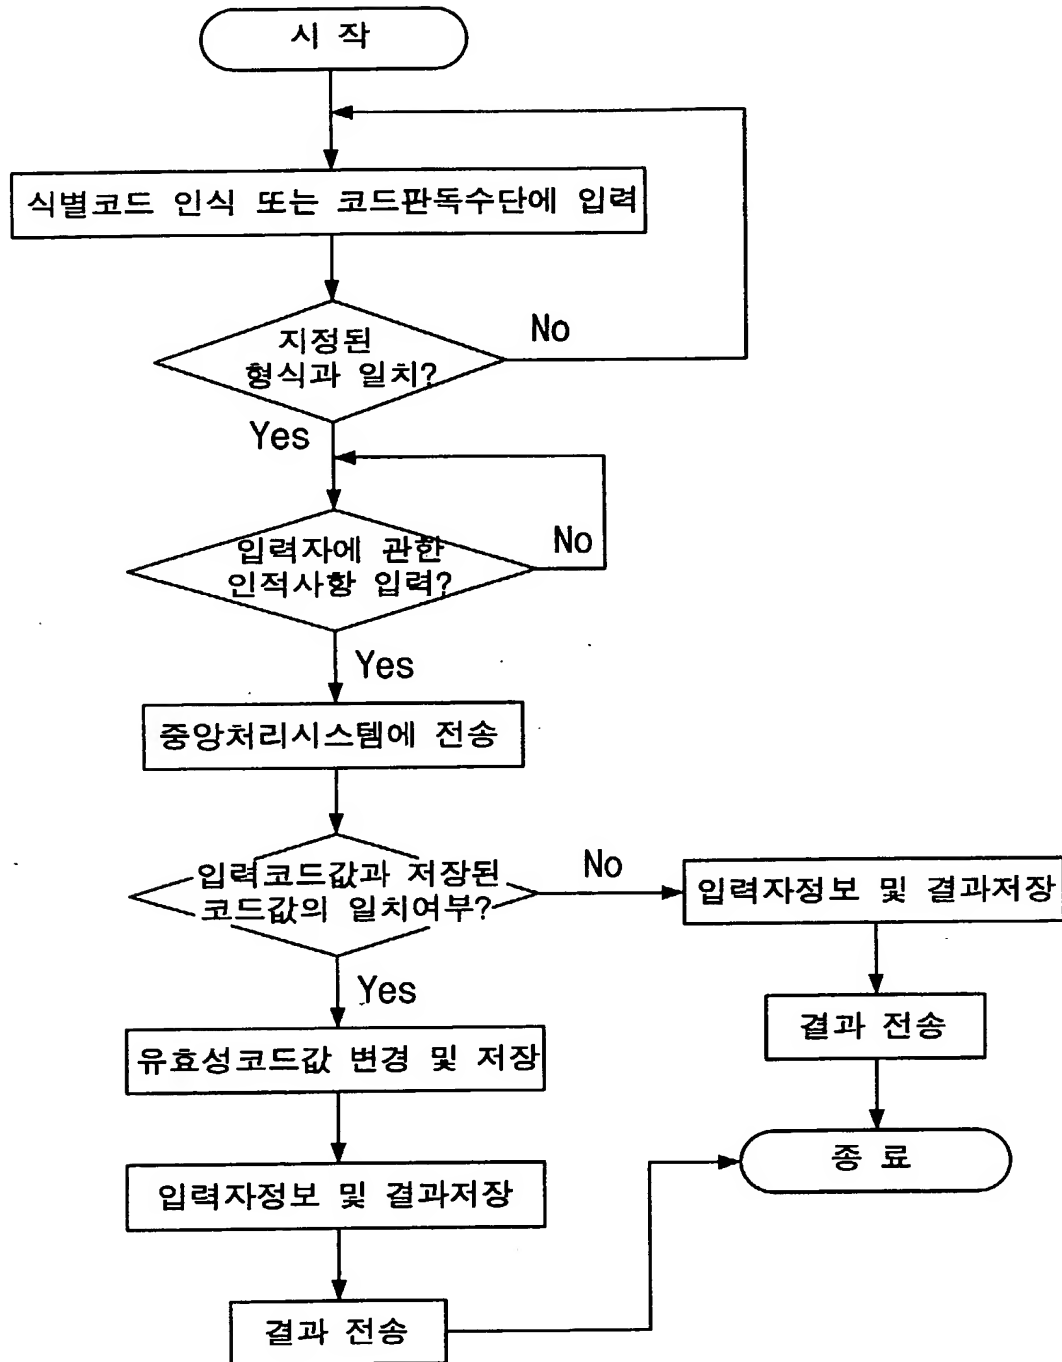 시 작
식별코드 인식 또는 코드판독수단에 입력
지정된
형식과 일치?
No
Yes
입력자에 관한
인적사항 입력?
No
Yes
중앙처리시스템에 전송
입력코드값과 저장된
코드값의 일치여부?
No
입력자정보 및 결과저장
Yes
결과 전송
유효성코드값 변경 및 저장
종 료
입력자정보 및 결과저장
결과 전송